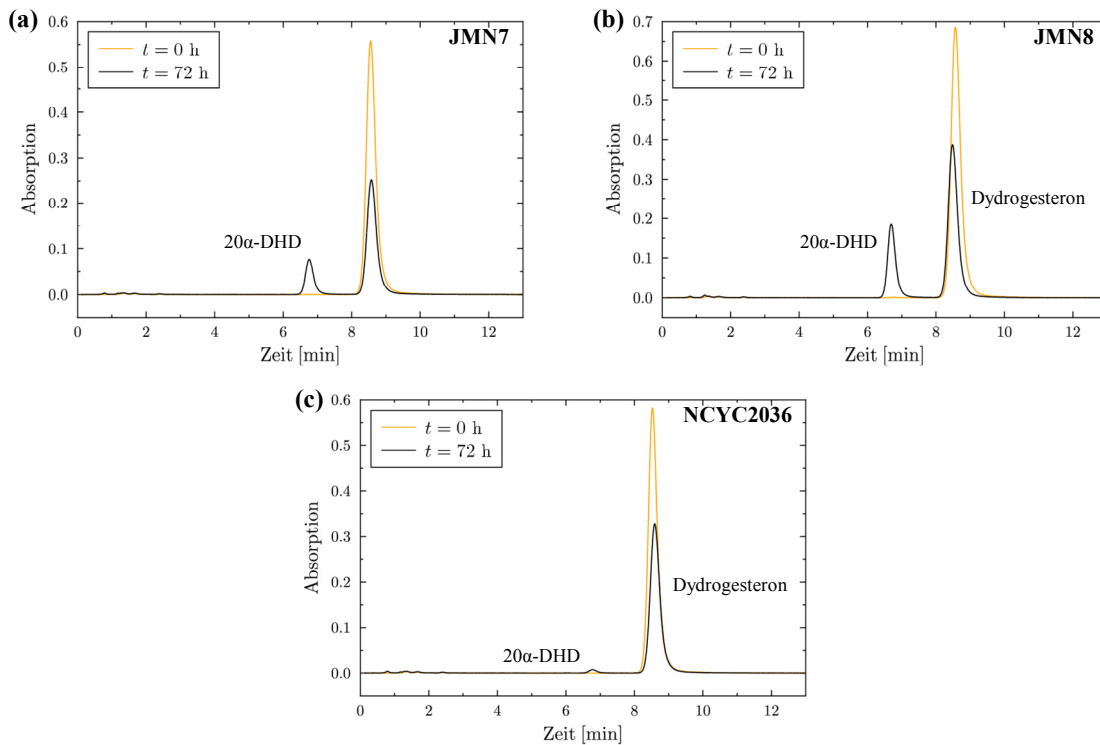 (a)
JMN7
t = 0 h
t = 72 h
20α-DHD
Absorption
0.0
0.1
0.2
0.3
0.4
0.5
0.6
0 2 4 6 8 10 12
Zeit [min]
(b)
JMN8
t = 0 h
t = 72 h
Dydrogesteron
20α-DHD
Absorption
0.0
0.1
0.2
0.3
0.4
0.5
0.6
0.7
0 2 4 6 8 10 12
Zeit [min]
(c)
NCYC2036
t = 0 h
t = 72 h
Dydrogesteron
20α-DHD
Absorption
0.0
0.1
0.2
0.3
0.4
0.5
0.6
0 2 4 6 8 10 12
Zeit [min]